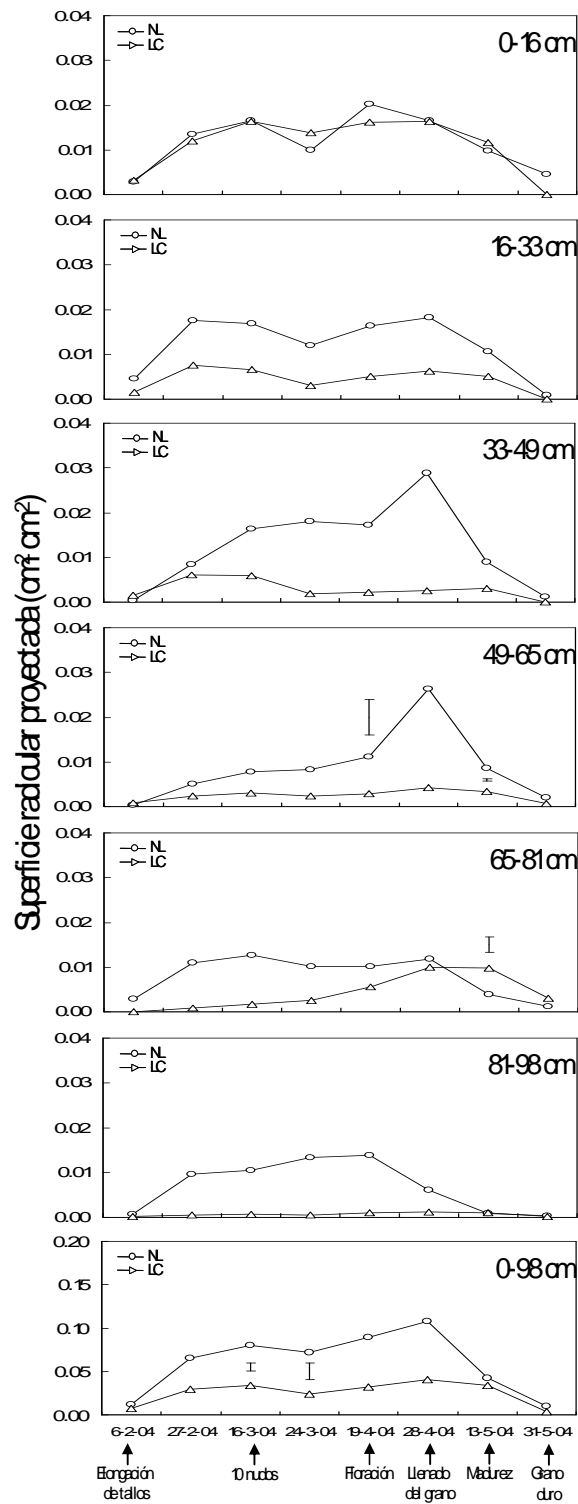 Superficie radicular proyectada (cm² cm⁻²)
0.04
0.03
0.02
0.01
0.00
NL
LC
0-16 cm
0.04
0.03
0.02
0.01
0.00
NL
LC
16-33 cm
0.04
0.03
0.02
0.01
0.00
NL
LC
33-49 cm
0.04
0.03
0.02
0.01
0.00
NL
LC
49-65 cm
0.04
0.03
0.02
0.01
0.00
NL
LC
65-81 cm
0.04
0.03
0.02
0.01
0.00
NL
LC
81-98 cm
0.20
0.15
0.10
0.05
0.00
NL
LC
0-98 cm
6-2-04 27-2-04 16-3-04 24-3-04 19-4-04 28-4-04 13-5-04 31-5-04
Elongación de tallos
10 nudos
Floración
Llenado del grano
Madurez
Grano duro